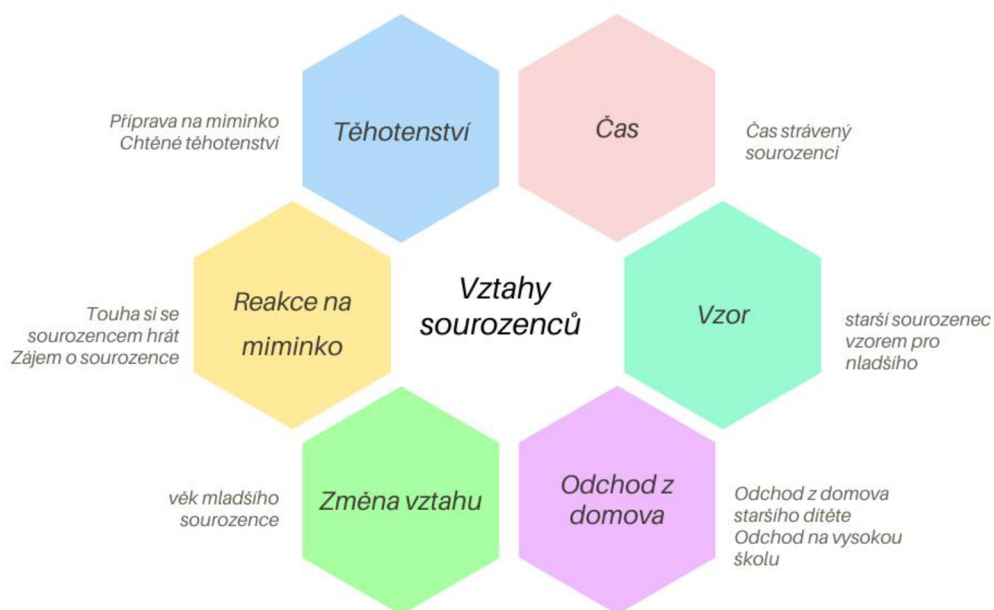 Příprava na miminko
Chtěné těhotenství
Těhotenství
Čas
Čas strávený
sourozenci
Touha si se
sourozencem hrát
Zájem o sourozence
Reakce na
miminko
Vztahy
sourozenců
Vzor
starší sourozenec
vzorem pro
nladšího
věk mladšího
sourozence
Změna vztahu
Odchod z
domova
Odchod z domova
staršího dítěte
Odchod na vysokou
školu